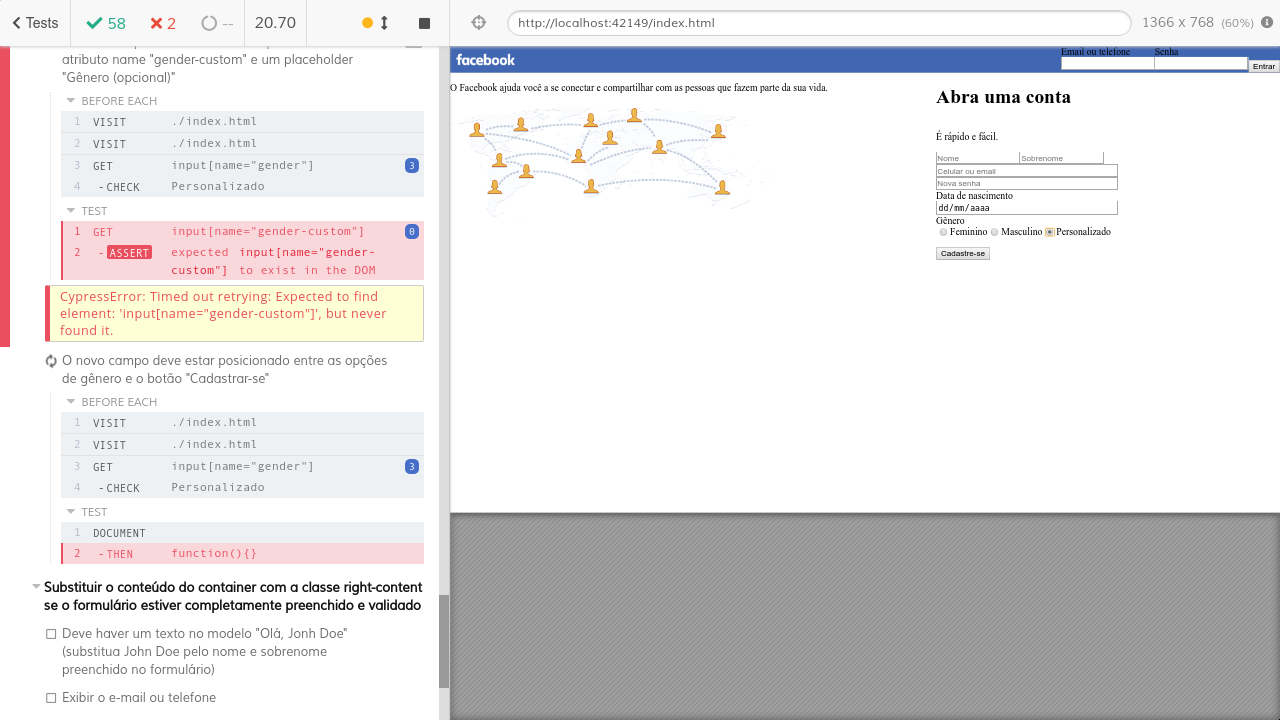 Tests
58
2
--
20.70
http://localhost:42149/index.html
1366 x 768 (60%)
atributo name "gender-custom" e um placeholder
"Gênero (opcional)"
BEFORE EACH
1 VISIT ./index.html
2 VISIT ./index.html
3 GET input[name="gender"] 3
4 -CHECK Personalizado
TEST
1 GET input[name="gender-custom"] 0
2 -ASSERT expected input[name="gender-
custom"] to exist in the DOM
CypressError: Timed out retrying: Expected to find
element: 'input[name="gender-custom"]', but never
found it.
O novo campo deve estar posicionado entre as opções
de gênero e o botão "Cadastrar-se"
BEFORE EACH
1 VISIT ./index.html
2 VISIT ./index.html
3 GET input[name="gender"] 3
4 -CHECK Personalizado
TEST
1 DOCUMENT
2 -THEN function(){}
Substituir o conteúdo do container com a classe right-content
se o formulário estiver completamente preenchido e validado
Deve haver um texto no modelo "Olá, Jonh Doe"
(substitua John Doe pelo nome e sobrenome
preenchido no formulário)
Exibir o e-mail ou telefone
facebook
Email ou telefone Senha
Entrar
O Facebook ajuda você a se conectar e compartilhar com as pessoas que fazem parte da sua vida.
Abra uma conta
É rápido e fácil.
Nome Sobrenome
Celular ou email
Nova senha
Data de nascimento
dd/mm/aaaa
Gênero
Feminino Masculino Personalizado
Cadastre-se